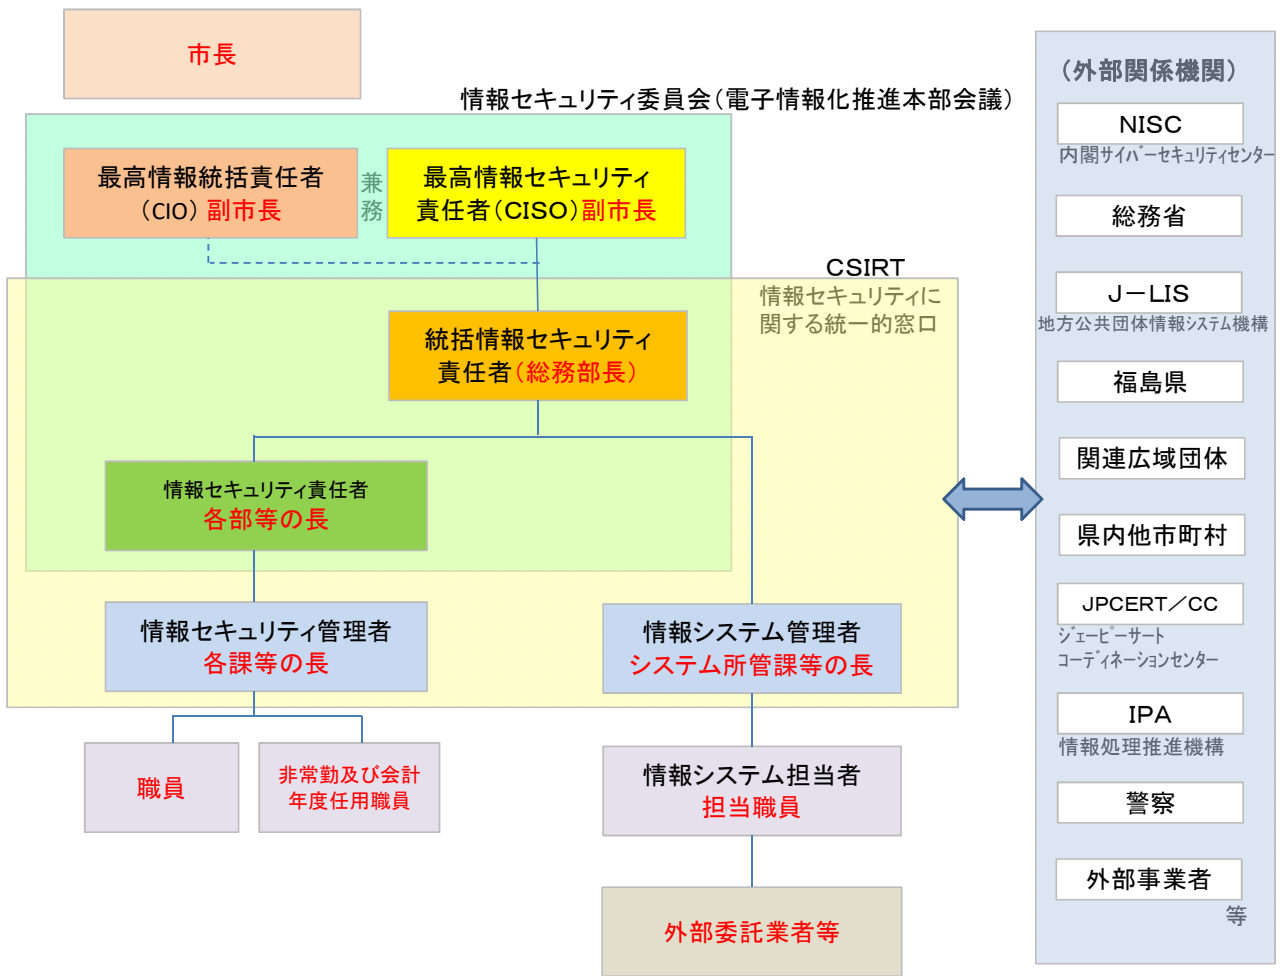 市長
情報セキュリティ委員会（電子情報化推進本部会議）
最高情報統括責任者
（CIO）副市長
兼
務
最高情報セキュリティ
責任者（CISO）副市長
CSIRT
情報セキュリティに
関する統一的窓口
統括情報セキュリティ
責任者（総務部長）
情報セキュリティ責任者
各部等の長
情報セキュリティ管理者
各課等の長
情報システム管理者
システム所管課等の長
職員
非常勤及び会計
年度任用職員
情報システム担当者
担当職員
外部委託業者等
（外部関係機関）
NISC
内閣サイバーセキュリティセンター
総務省
J－LIS
地方公共団体情報システム機構
福島県
関連広域団体
県内他市町村
JPCERT／CC
ジェーピーサート
コーディネーションセンター
IPA
情報処理推進機構
警察
外部事業者
等